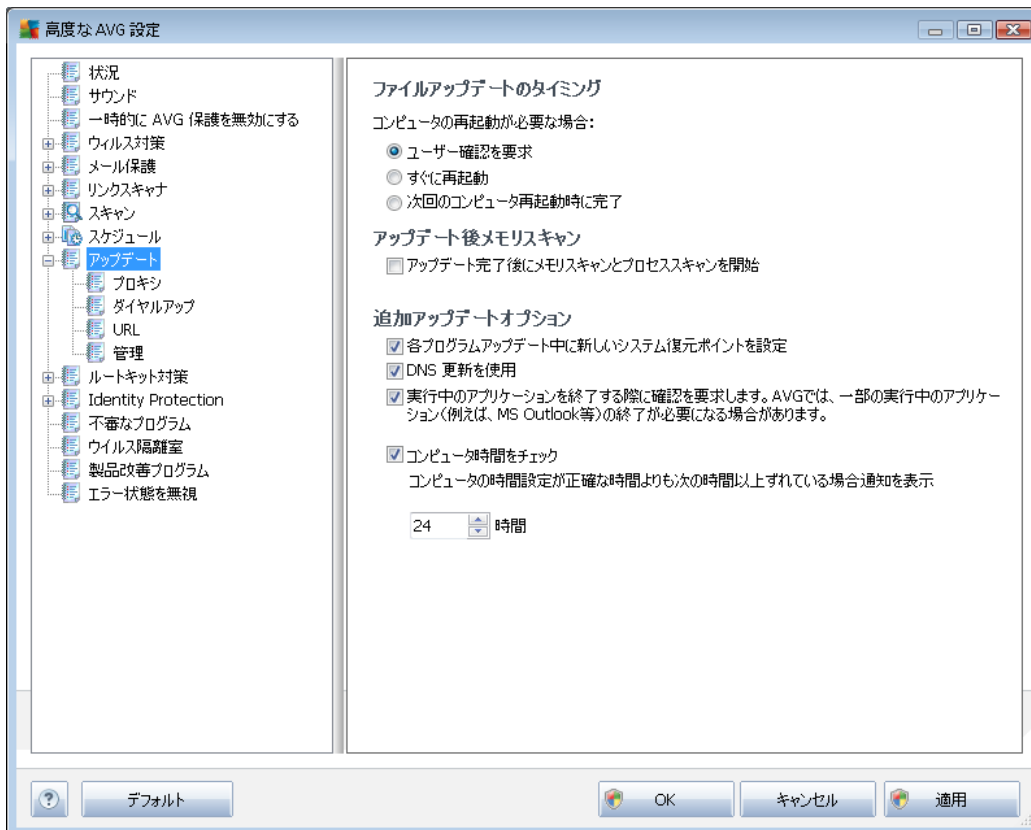 高度な AVG 設定
状況
サウンド
一時的に AVG 保護を無効にする
ウィルス対策
メール保護
リンクスキャナ
スキャン
スケジュール
アップデート
プロキシ
ダイヤルアップ
URL
管理
ルートキット対策
Identity Protection
不審なプログラム
ウイルス隔離室
製品改善プログラム
エラー状態を無視
ファイルアップデートのタイミング
コンピュータの再起動が必要な場合:
ユーザー確認を要求
すぐに再起動
次回のコンピュータ再起動時に完了
アップデート後メモリスキャン
アップデート完了後にメモリスキャンとプロセススキャンを開始
追加アップデートオプション
各プログラムアップデート中に新しいシステム復元ポイントを設定
DNS 更新を使用
実行中のアプリケーションを終了する際に確認を要求します。AVGでは、一部の実行中のアプリケー
ション(例えば、MS Outlook等)の終了が必要になる場合があります。
コンピュータ時間をチェック
コンピュータの時間設定が正確な時間よりも次の時間以上ずれている場合通知を表示
24 時間
? デフォルト OK キャンセル 適用